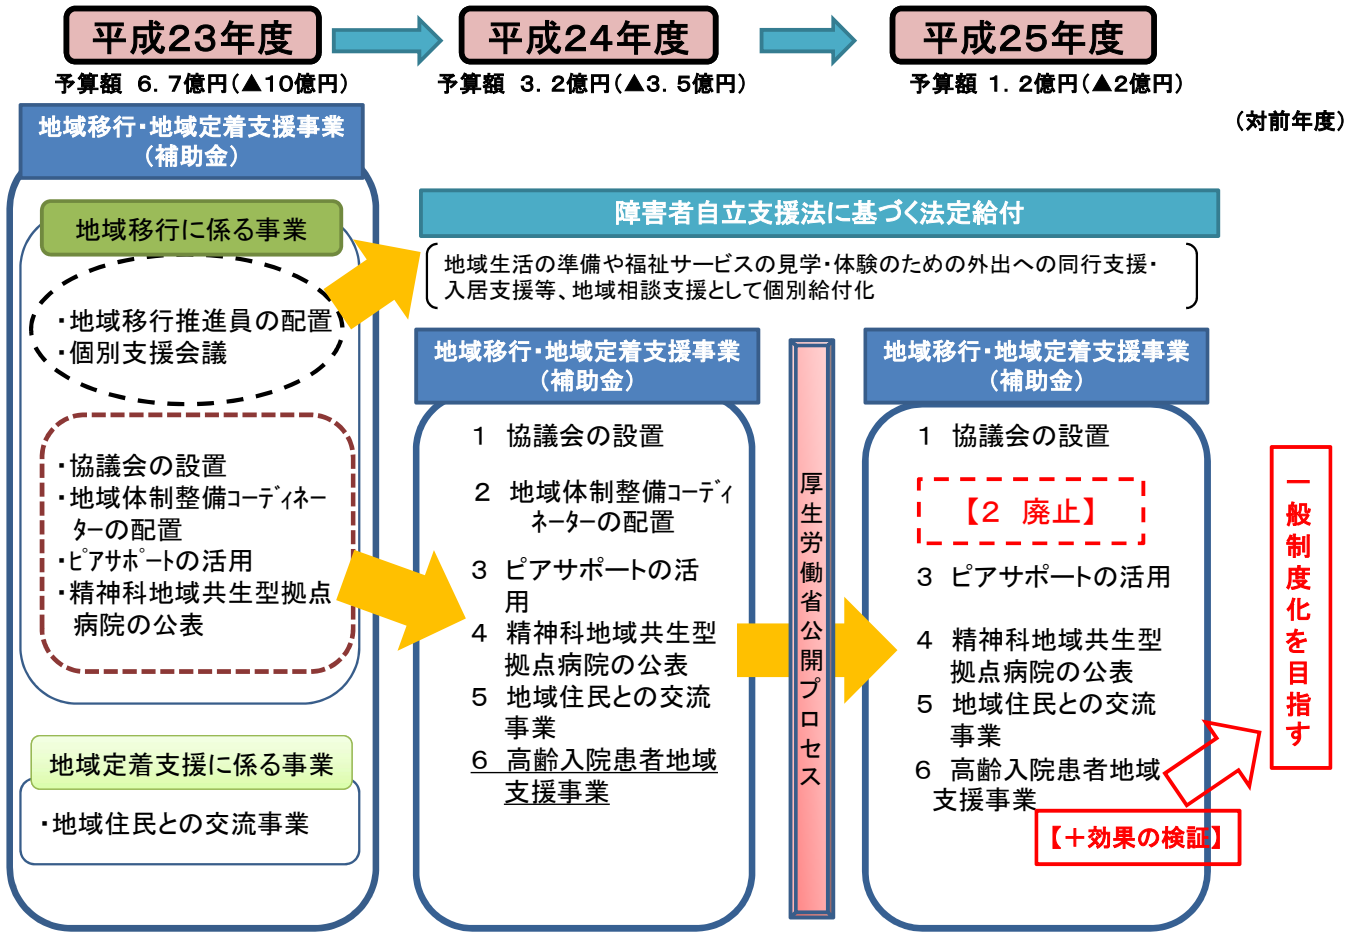 平成23年度
平成24年度
平成25年度
予算額 6.7億円(▲10億円)
予算額 3.2億円(▲3.5億円)
予算額 1.2億円(▲2億円)
(対前年度)
地域移行・地域定着支援事業
(補助金)
地域移行に係る事業
・地域移行推進員の配置
・個別支援会議
・協議会の設置
・地域体制整備ｺｰﾃﾞｨﾈｰ
ﾀｰの配置
・ﾋﾟｱｻﾎﾟｰﾄの活用
・精神科地域共生型拠点
病院の公表
地域定着支援に係る事業
・地域住民との交流事業
障害者自立支援法に基づく法定給付
地域生活の準備や福祉サービスの見学・体験のための外出への同行支援・
入居支援等、地域相談支援として個別給付化
地域移行・地域定着支援事業
(補助金)
1 協議会の設置
2 地域体制整備ｺｰﾃﾞｨ
ﾈｰﾀｰの配置
3 ピアサポートの活
用
4 精神科地域共生型
拠点病院の公表
5 地域住民との交流
事業
6 高齢入院患者地域
支援事業
厚生労働省公開プロセス
地域移行・地域定着支援事業
(補助金)
1 協議会の設置
【2 廃止】
3 ピアサポートの活用
4 精神科地域共生型
拠点病院の公表
5 地域住民との交流
事業
6 高齢入院患者地域
支援事業
【＋効果の検証】
一般制度化を目指す